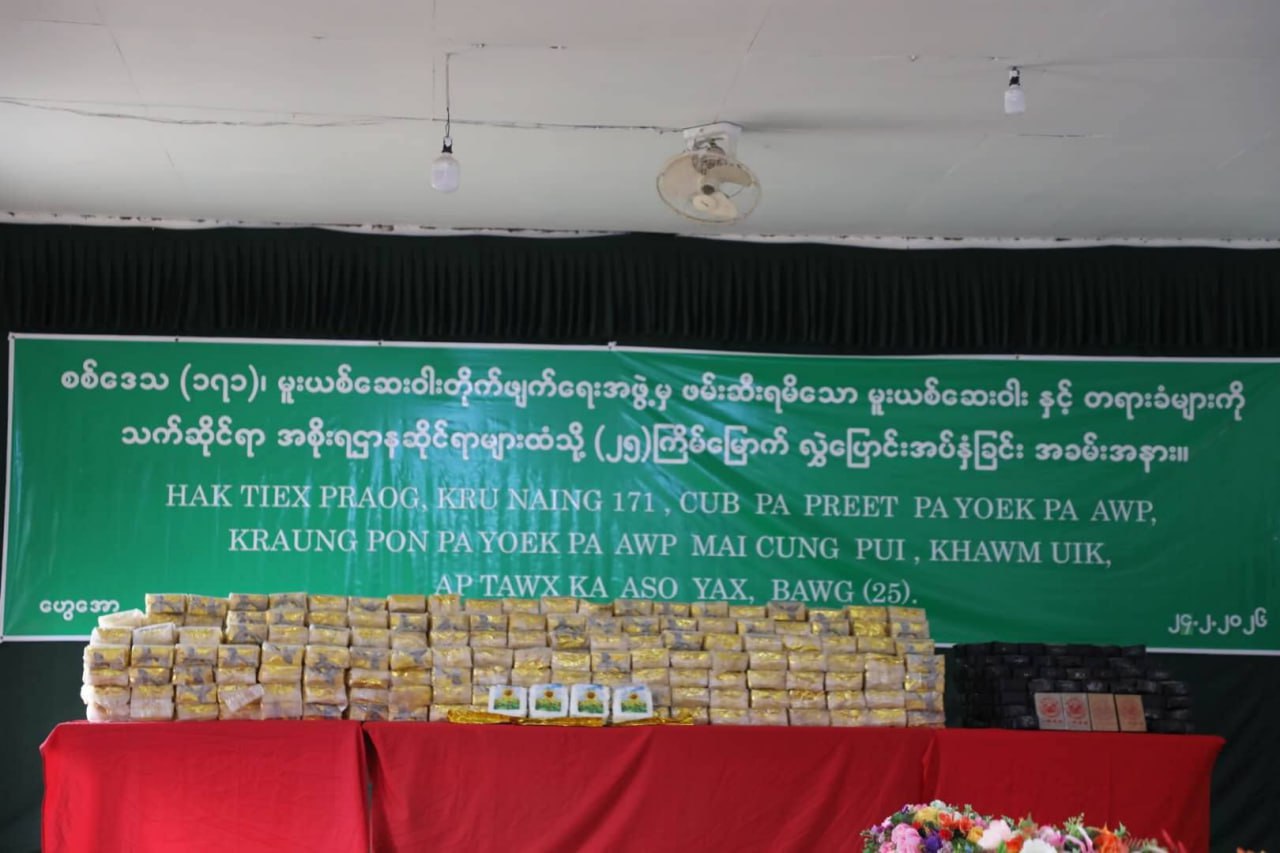 စစ်ဒေသ (၁၇၁)၊ မူးယစ်ဆေးဝါးတိုက်ဖျက်ရေးအဖွဲ့မှ ဖမ်းဆီးရမိသော မူးယစ်ဆေးဝါး နှင့် တရားခံများကို
သက်ဆိုင်ရာ အစိုးရဌာနဆိုင်ရာများထံသို့ (၂၅)ကြိမ်မြောက် လွှဲပြောင်းအပ်နှံခြင်း အခမ်းအနား။
HAK TIEX PRAOG, KRU NAING 171 , CUB PA PREET PA YOEK PA AWP,
KRAUNG PON PA YOEK PA AWP MAI CUNG PUI , KHAWM UIK,
AP TAWX KA ASO YAX, BAWG (25).
ဟွေအော
၂၄.၂.၂၀၂၆